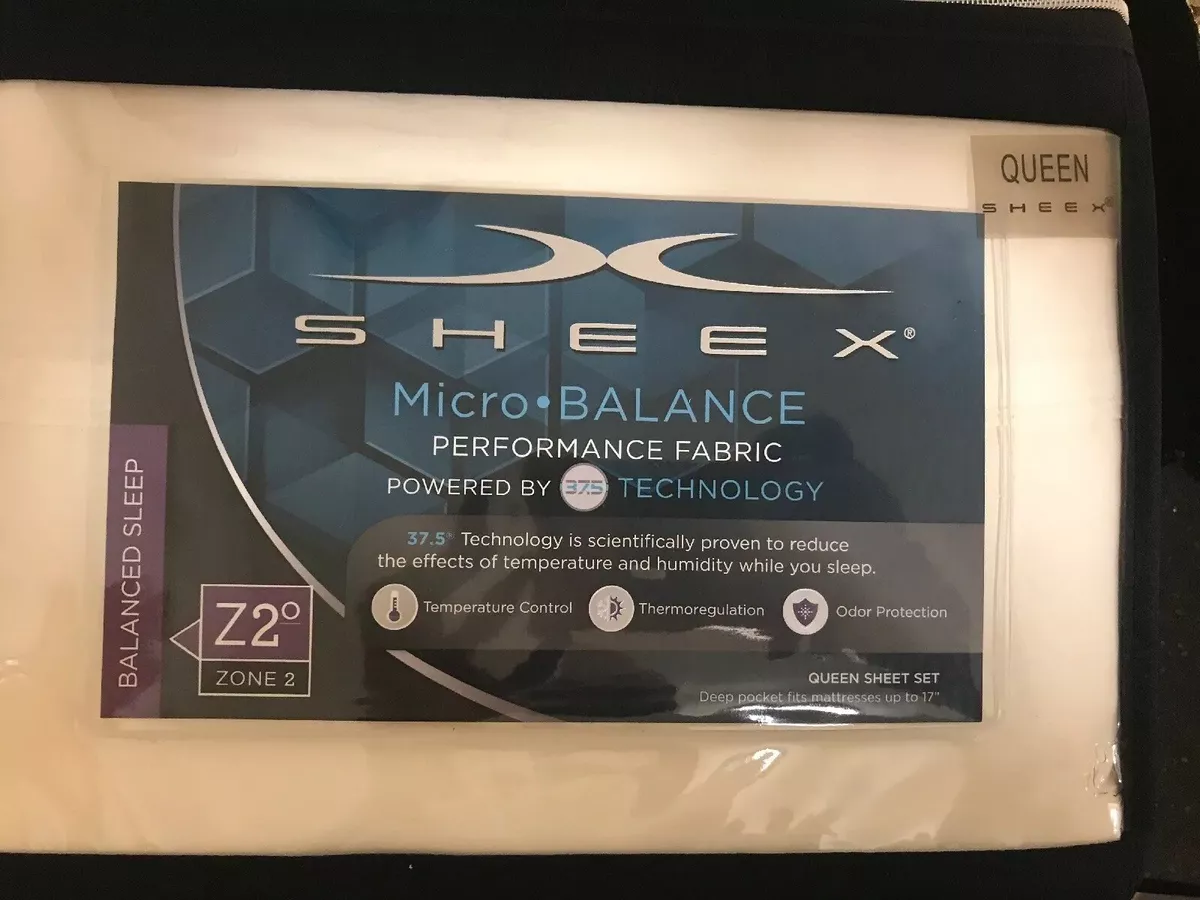 QUEEN
SHEEX®
SHEEX®
Micro•BALANCE
PERFORMANCE FABRIC
POWERED BY 37.5 TECHNOLOGY
37.5® Technology is scientifically proven to reduce
the effects of temperature and humidity while you sleep.
Temperature Control Thermoregulation Odor Protection
BALANCED SLEEP
Z2°
ZONE 2
QUEEN SHEET SET
Deep pocket fits mattresses up to 17"